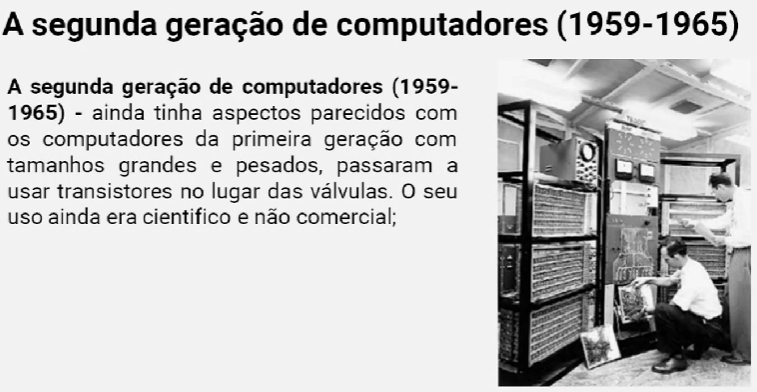 A segunda geração de computadores (1959-1965)
A segunda geração de computadores (1959-
1965) - ainda tinha aspectos parecidos com
os computadores da primeira geração com
tamanhos grandes e pesados, passaram a
usar transistores no lugar das válvulas. O seu
uso ainda era cientifico e não comercial;
TRADIC